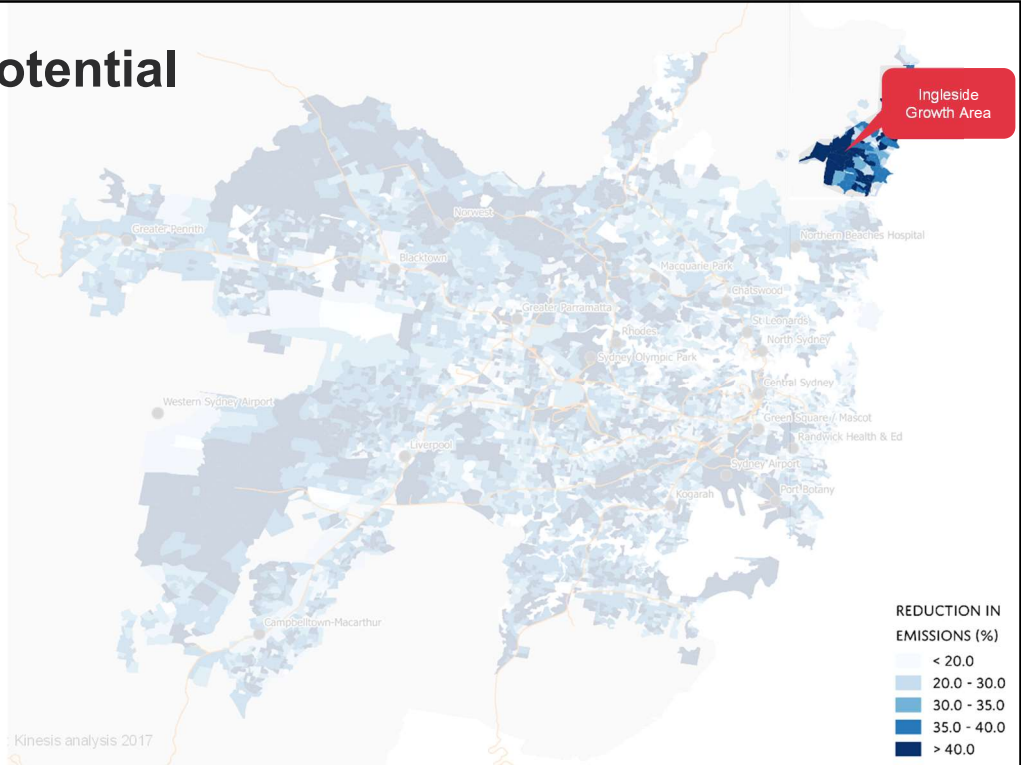 otential
Ingleside
Growth Area
Greater Penrith
Norwest
Northern Beaches Hospital
Blacktown
Macquarie Park
Chatswood
Greater Parramatta
St Leonards
Rhodes
North Sydney
Sydney Olympic Park
Central Sydney
Western Sydney Airport
Green Square / Mascot
Randwick Health & Ed
Liverpool
Sydney Airport
Port Botany
Kogarah
Campbelltown-Macarthur
REDUCTION IN
EMISSIONS (%)
< 20.0
20.0 - 30.0
30.0 - 35.0
35.0 - 40.0
> 40.0
: Kinesis analysis 2017